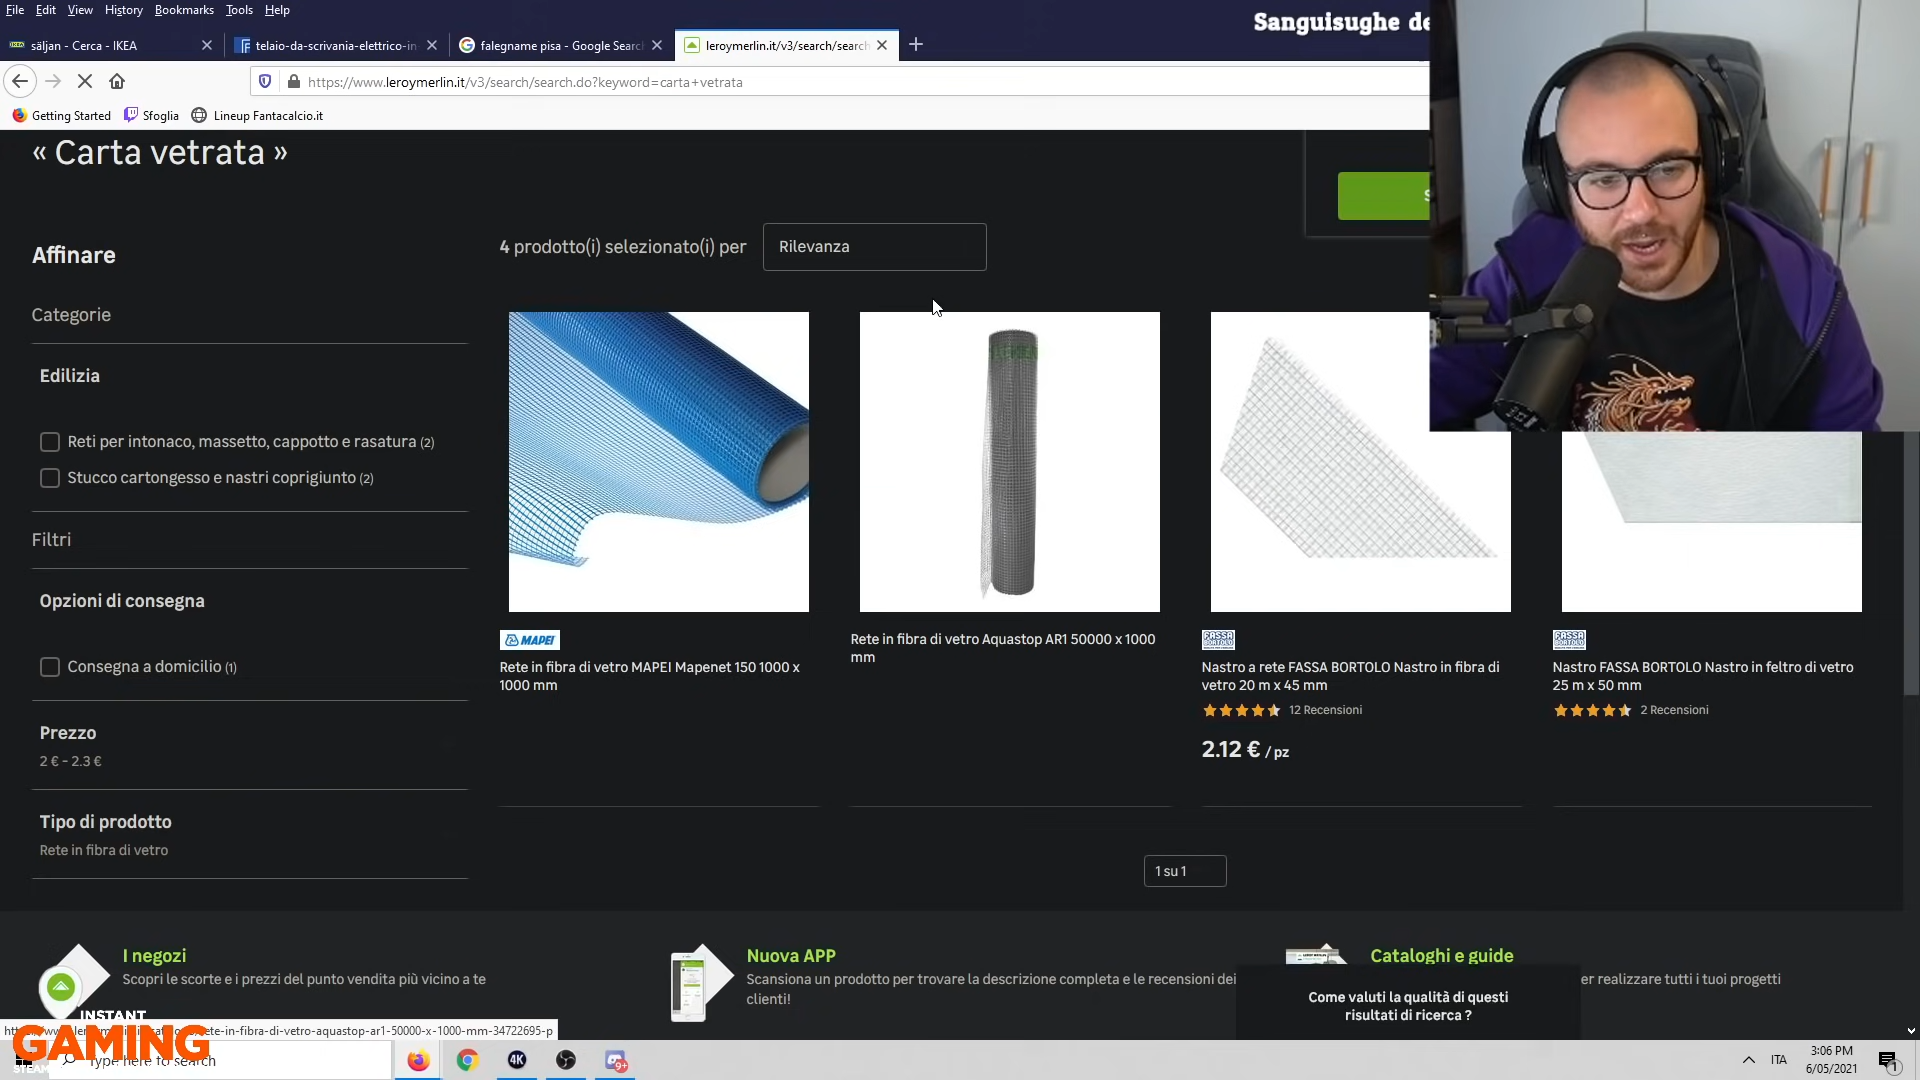 File Edit View History Bookmarks Tools Help
Sanguisughe de
säljan - Cerca - IKEA
telaio-da-scrivania-elettrico-in-
falegname pisa - Google Search
leroymerlin.it/v3/search/search
https://www.leroymerlin.it/v3/search/search.do?keyword=carta+vetrata
Getting Started Sfoglia Lineup Fantacalcio.it
« Carta vetrata »
4 prodotto(i) selezionato(i) per Rilevanza
Affinare
Categorie
Edilizia
Reti per intonaco, massetto, cappotto e rasatura (2)
Stucco cartongesso e nastri coprigiunto (2)
Filtri
Opzioni di consegna
Consegna a domicilio (1)
Prezzo
2 € - 2.3 €
Tipo di prodotto
Rete in fibra di vetro
MAPEI
Rete in fibra di vetro MAPEI Mapenet 150 1000 x
1000 mm
Rete in fibra di vetro Aquastop AR1 50000 x 1000
mm
FASSA
BORTOLO
Nastro a rete FASSA BORTOLO Nastro in fibra di
vetro 20 m x 45 mm
12 Recensioni
2.12 € / pz
FASSA
BORTOLO
Nastro FASSA BORTOLO Nastro in feltro di vetro
25 m x 50 mm
2 Recensioni
1 su 1
I negozi
Scopri le scorte e i prezzi del punto vendita più vicino a te
Nuova APP
Scansiona un prodotto per trovare la descrizione completa e le recensioni dei
clienti!
Cataloghi e guide
er realizzare tutti i tuoi progetti
Come valuti la qualità di questi
risultati di ricerca ?
ete-in-fibra-di-vetro-aquastop-ar1-50000-x-1000-mm-34722695-p
INSTANT
GAMING
Type here to search
4K
9+
ITA
3:06 PM
6/05/2021
1